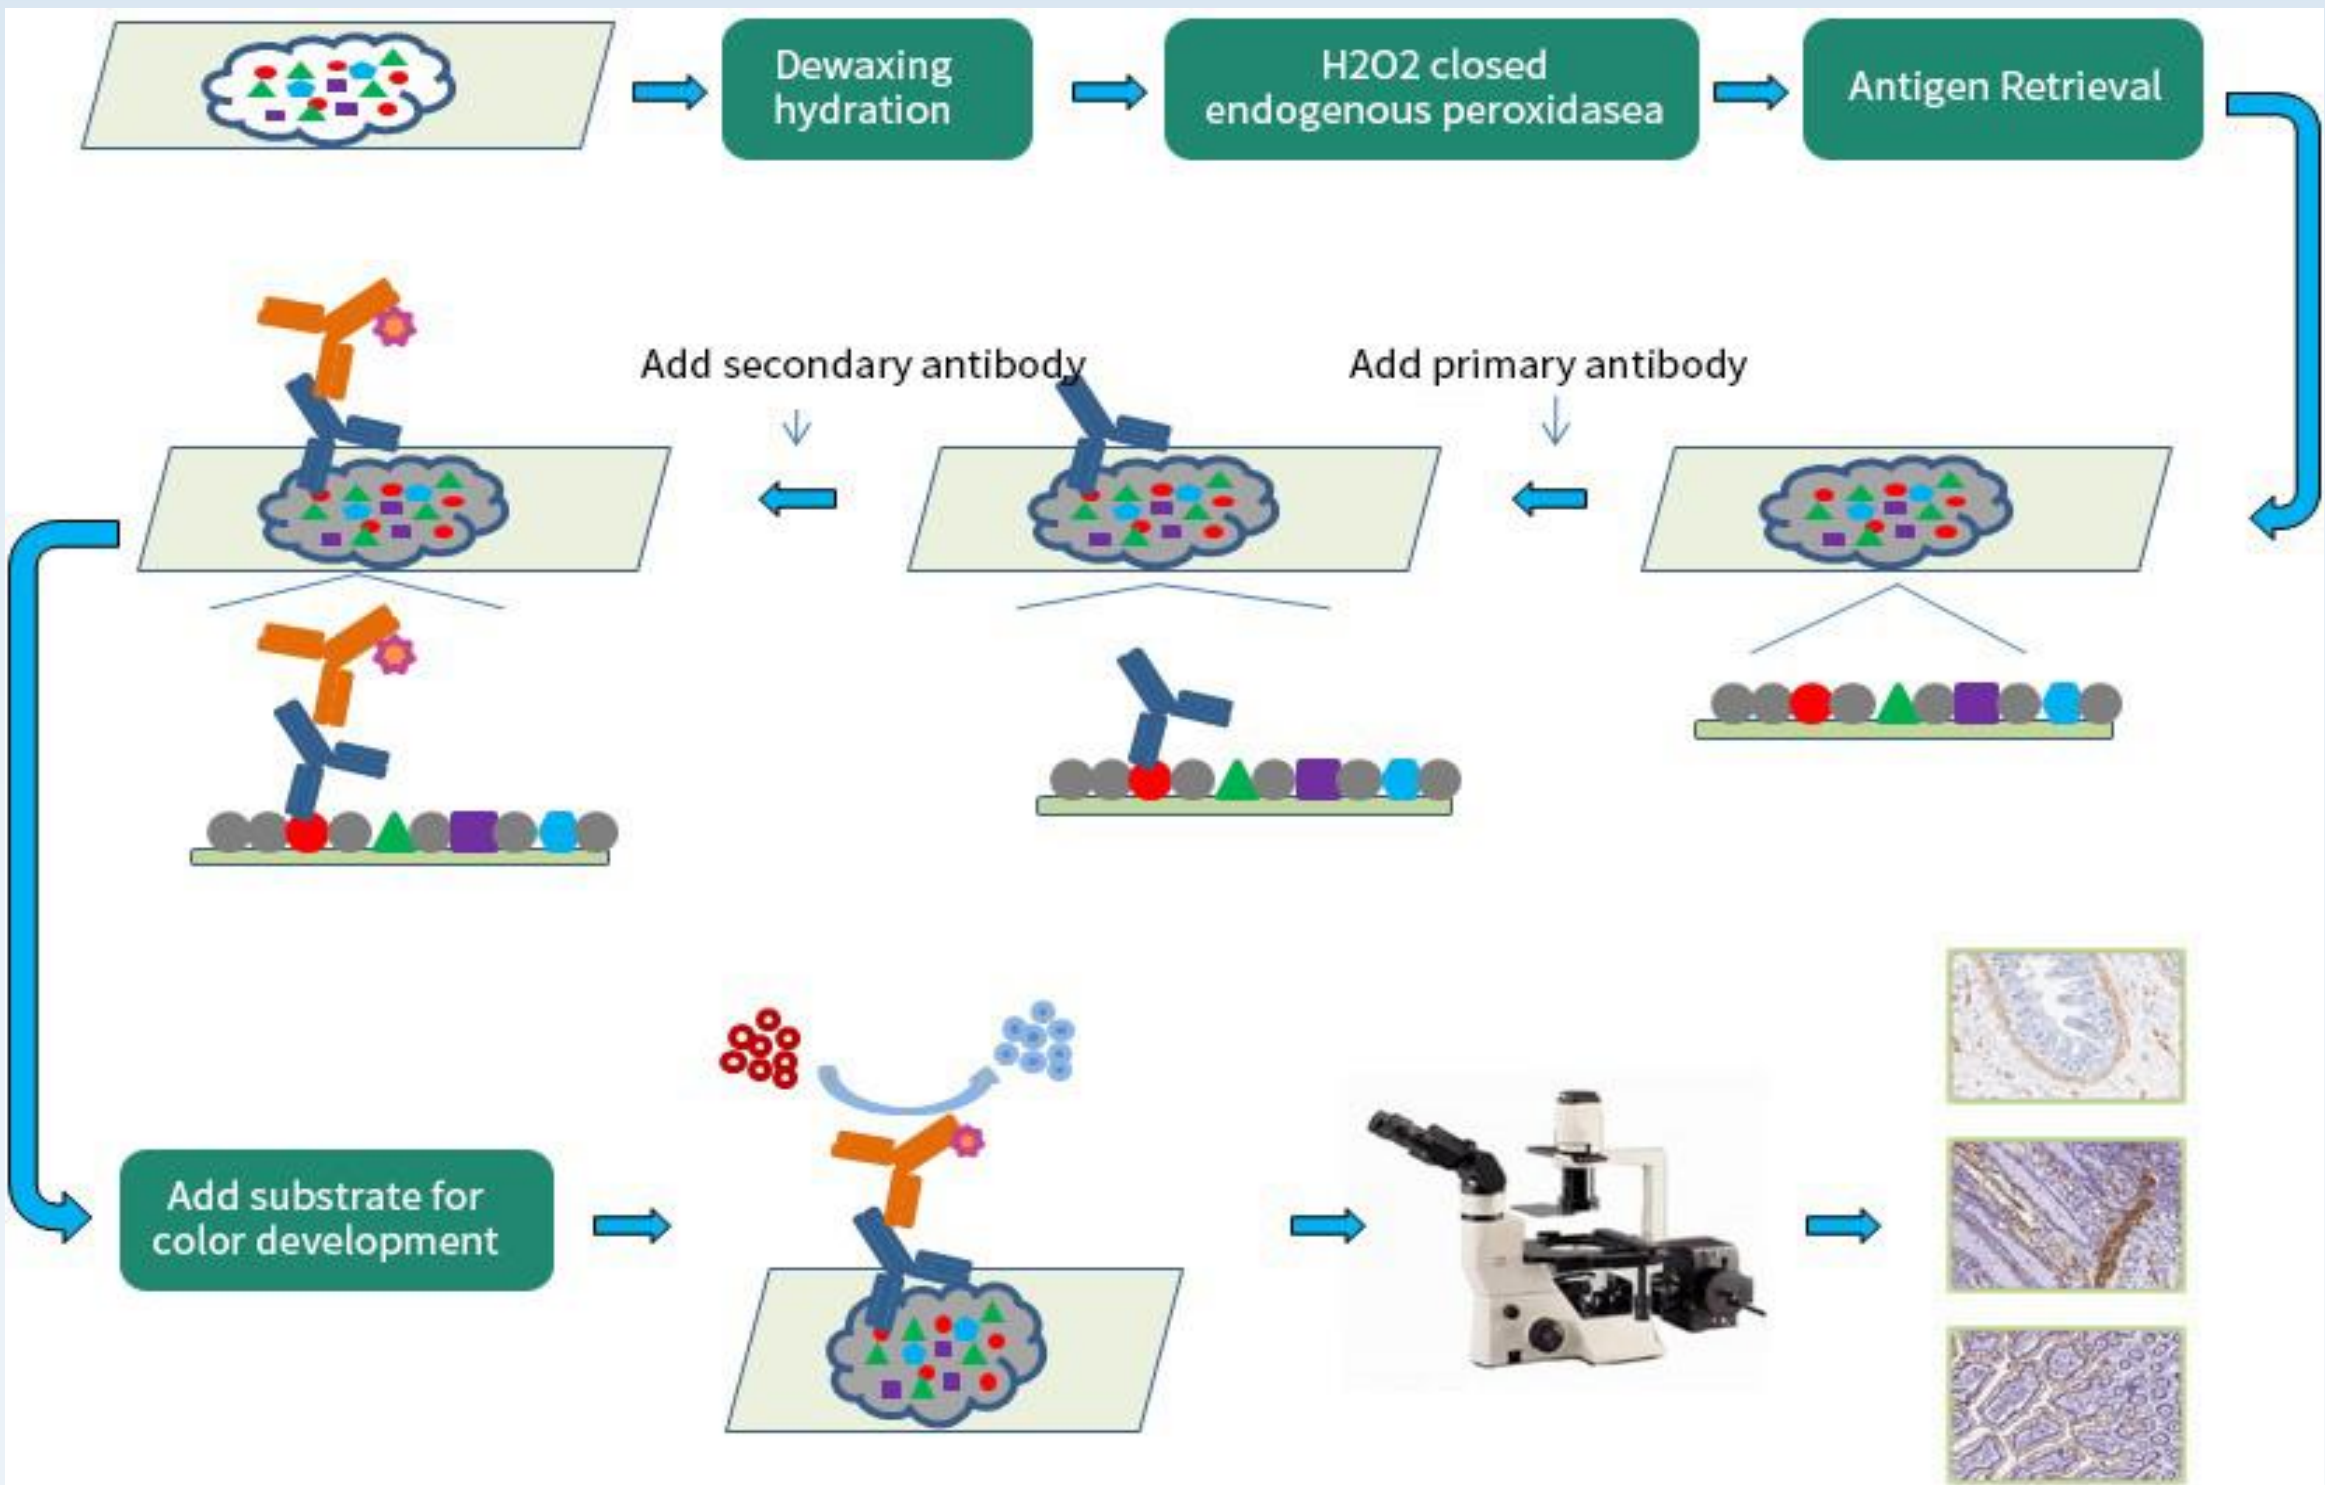 Dewaxing
hydration
H2O2 closed
endogenous peroxidasea
Antigen Retrieval
Add secondary antibody
Add primary antibody
Add substrate for
color development